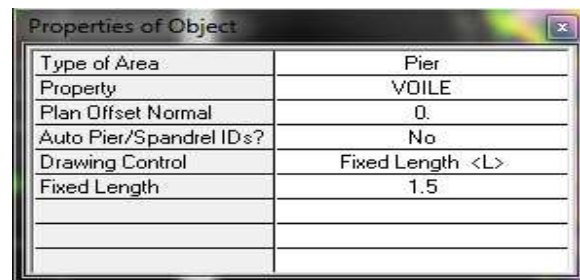 Properties of Object x
Type of Area Pier
Property VOILE
Plan Offset Normal 0.
Auto Pier/Spandrel IDs? No
Drawing Control Fixed Length <L>
Fixed Length 1.5